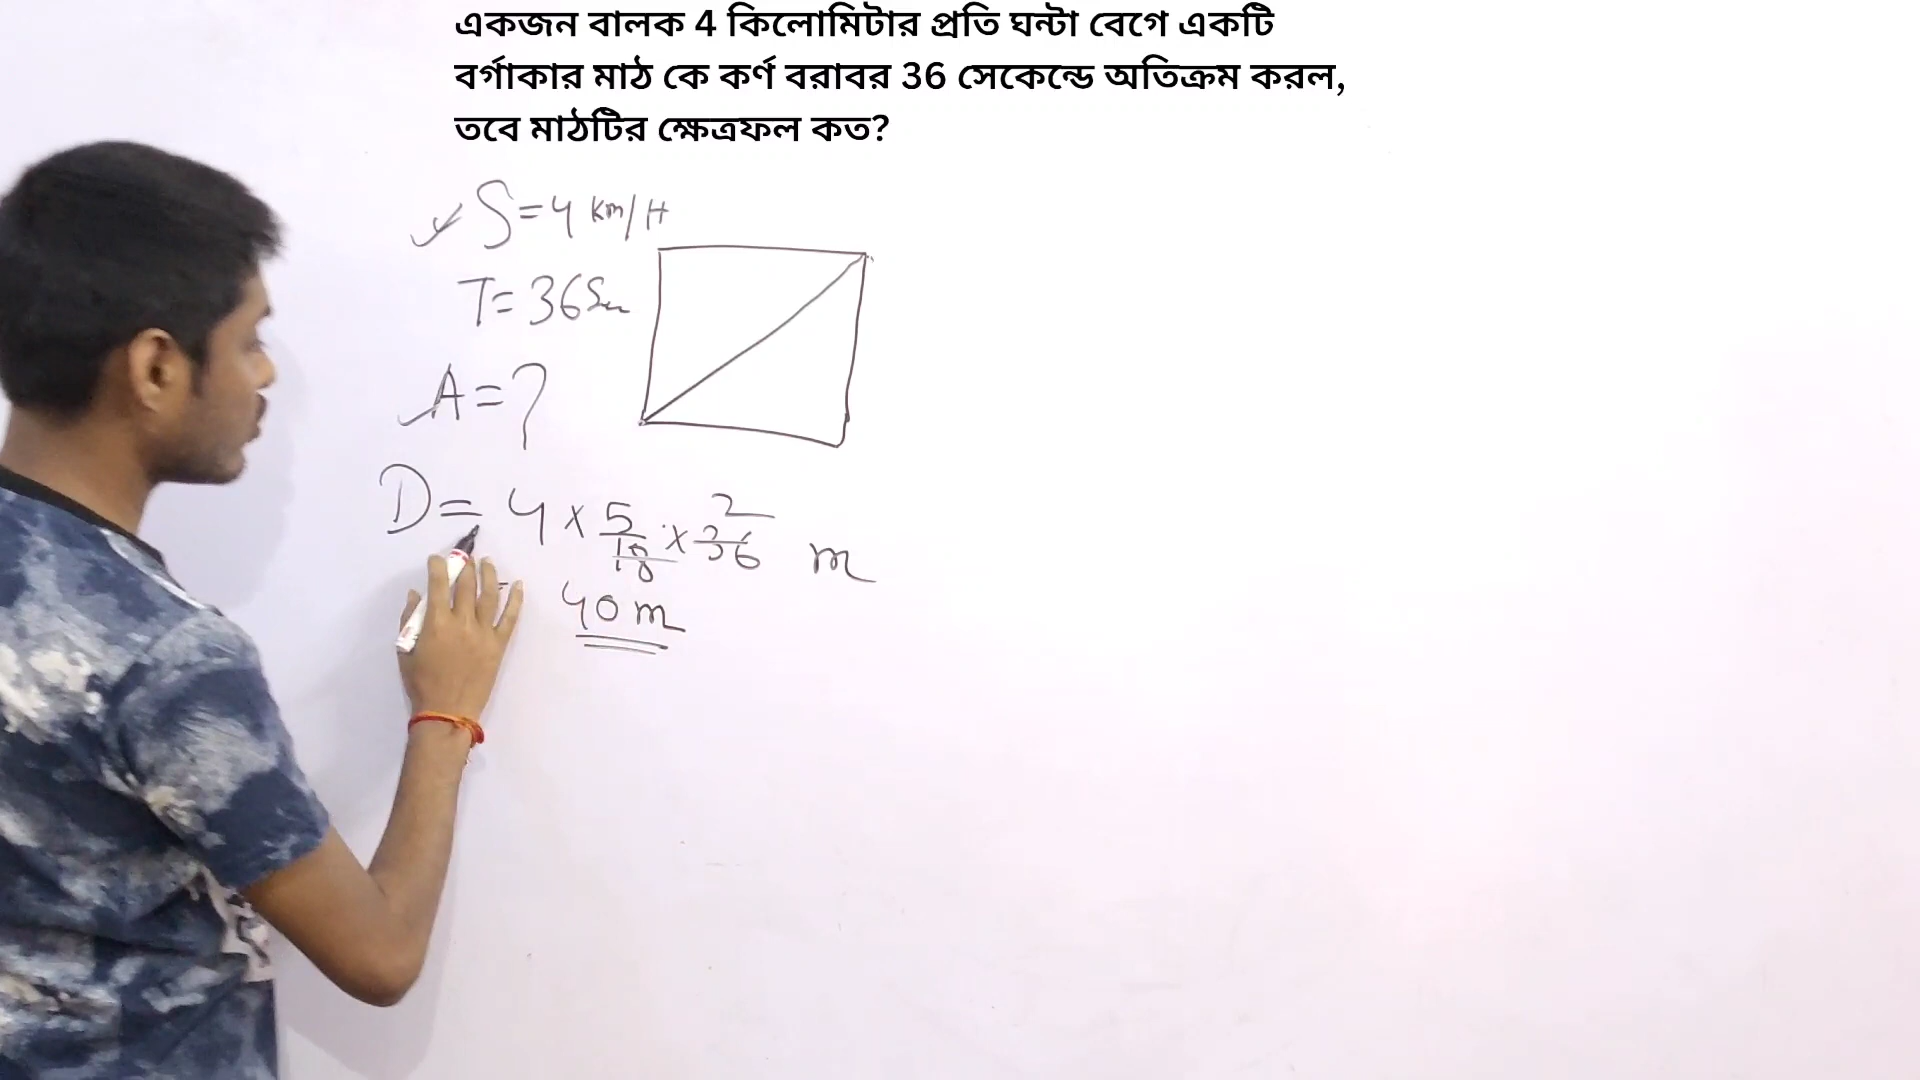 একজন বালক 4 কিলোমিটার প্রতি ঘন্টা বেগে একটি
বর্গাকার মাঠ কে কর্ণ বরাবর 36 সেকেন্ডে অতিক্রম করল,
তবে মাঠটির ক্ষেত্রফল কত?
S=4 Km/H
T=36Sec
A=?
D= 4 × 5/18 × 36 m
2
= 40 m